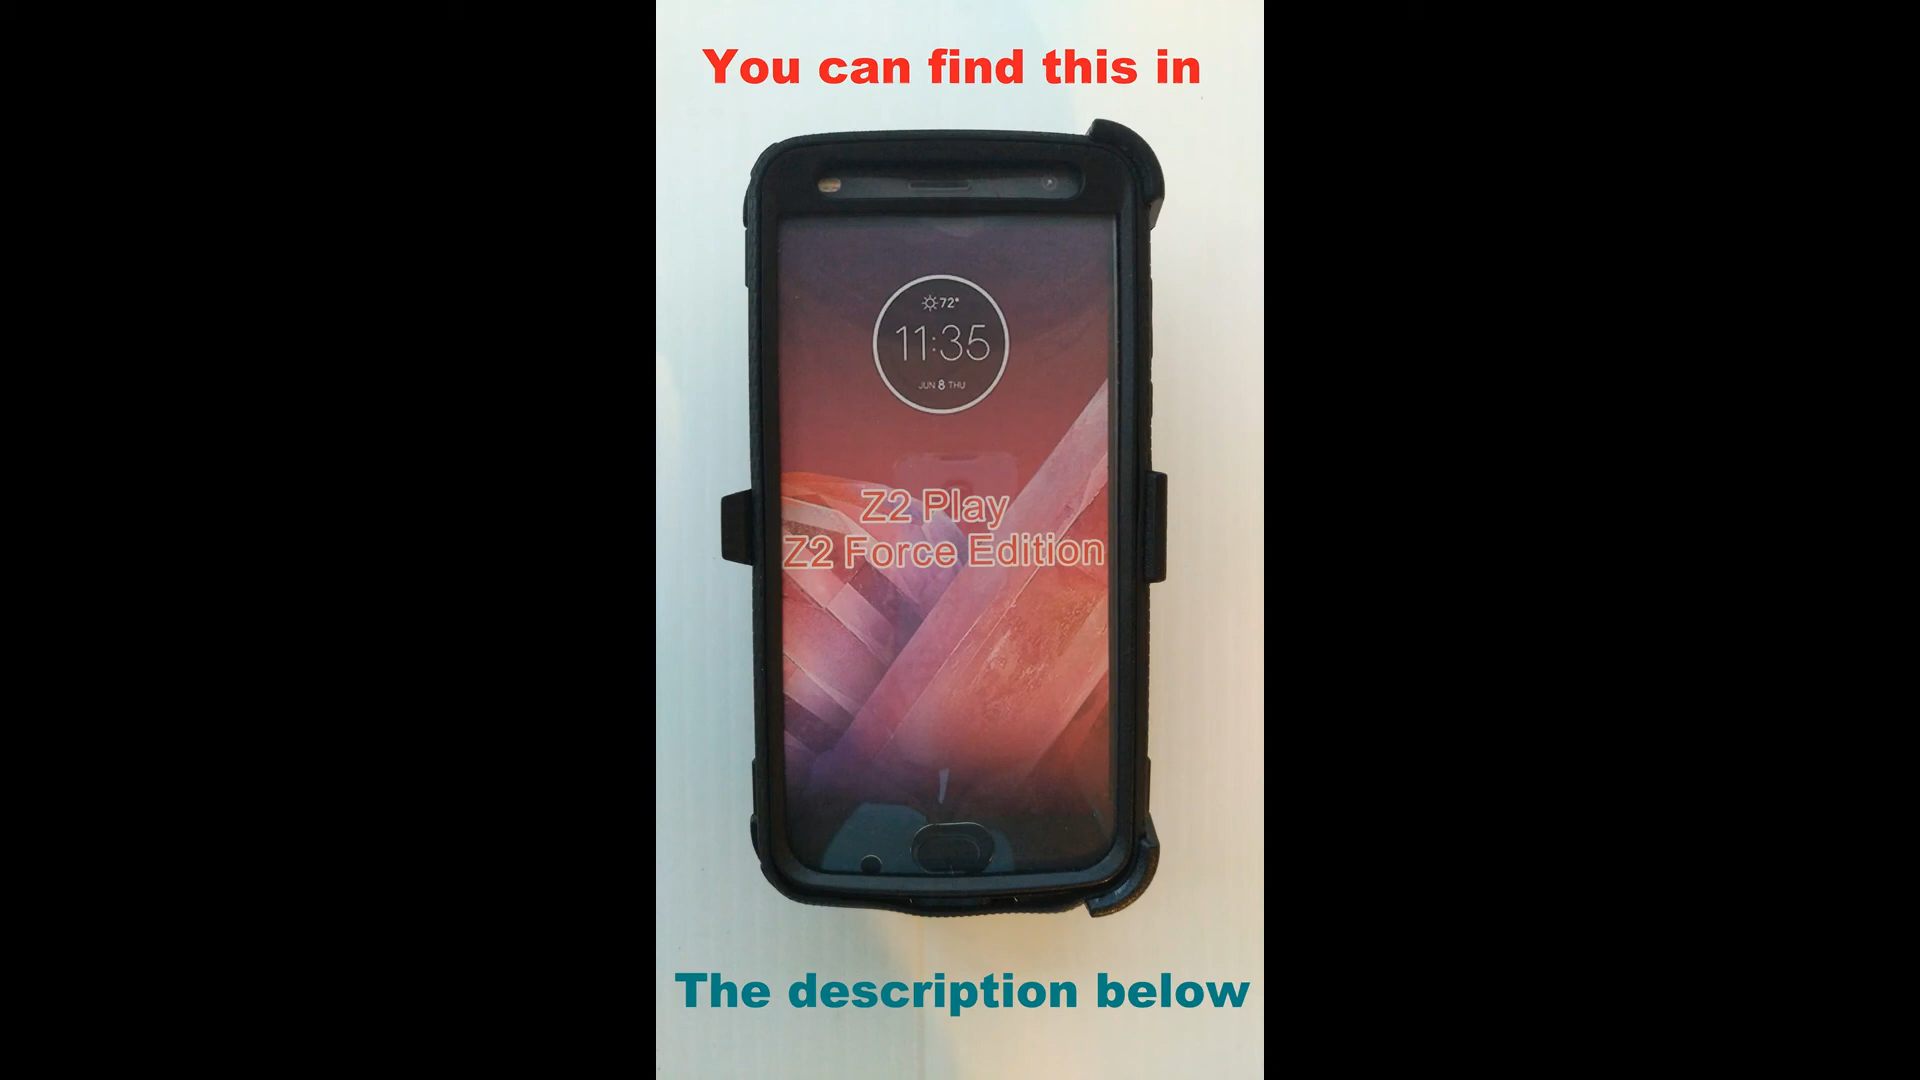 You can find this in
72°
11:35
JUN 8 THU
Z2 Play
Z2 Force Edition
The description below